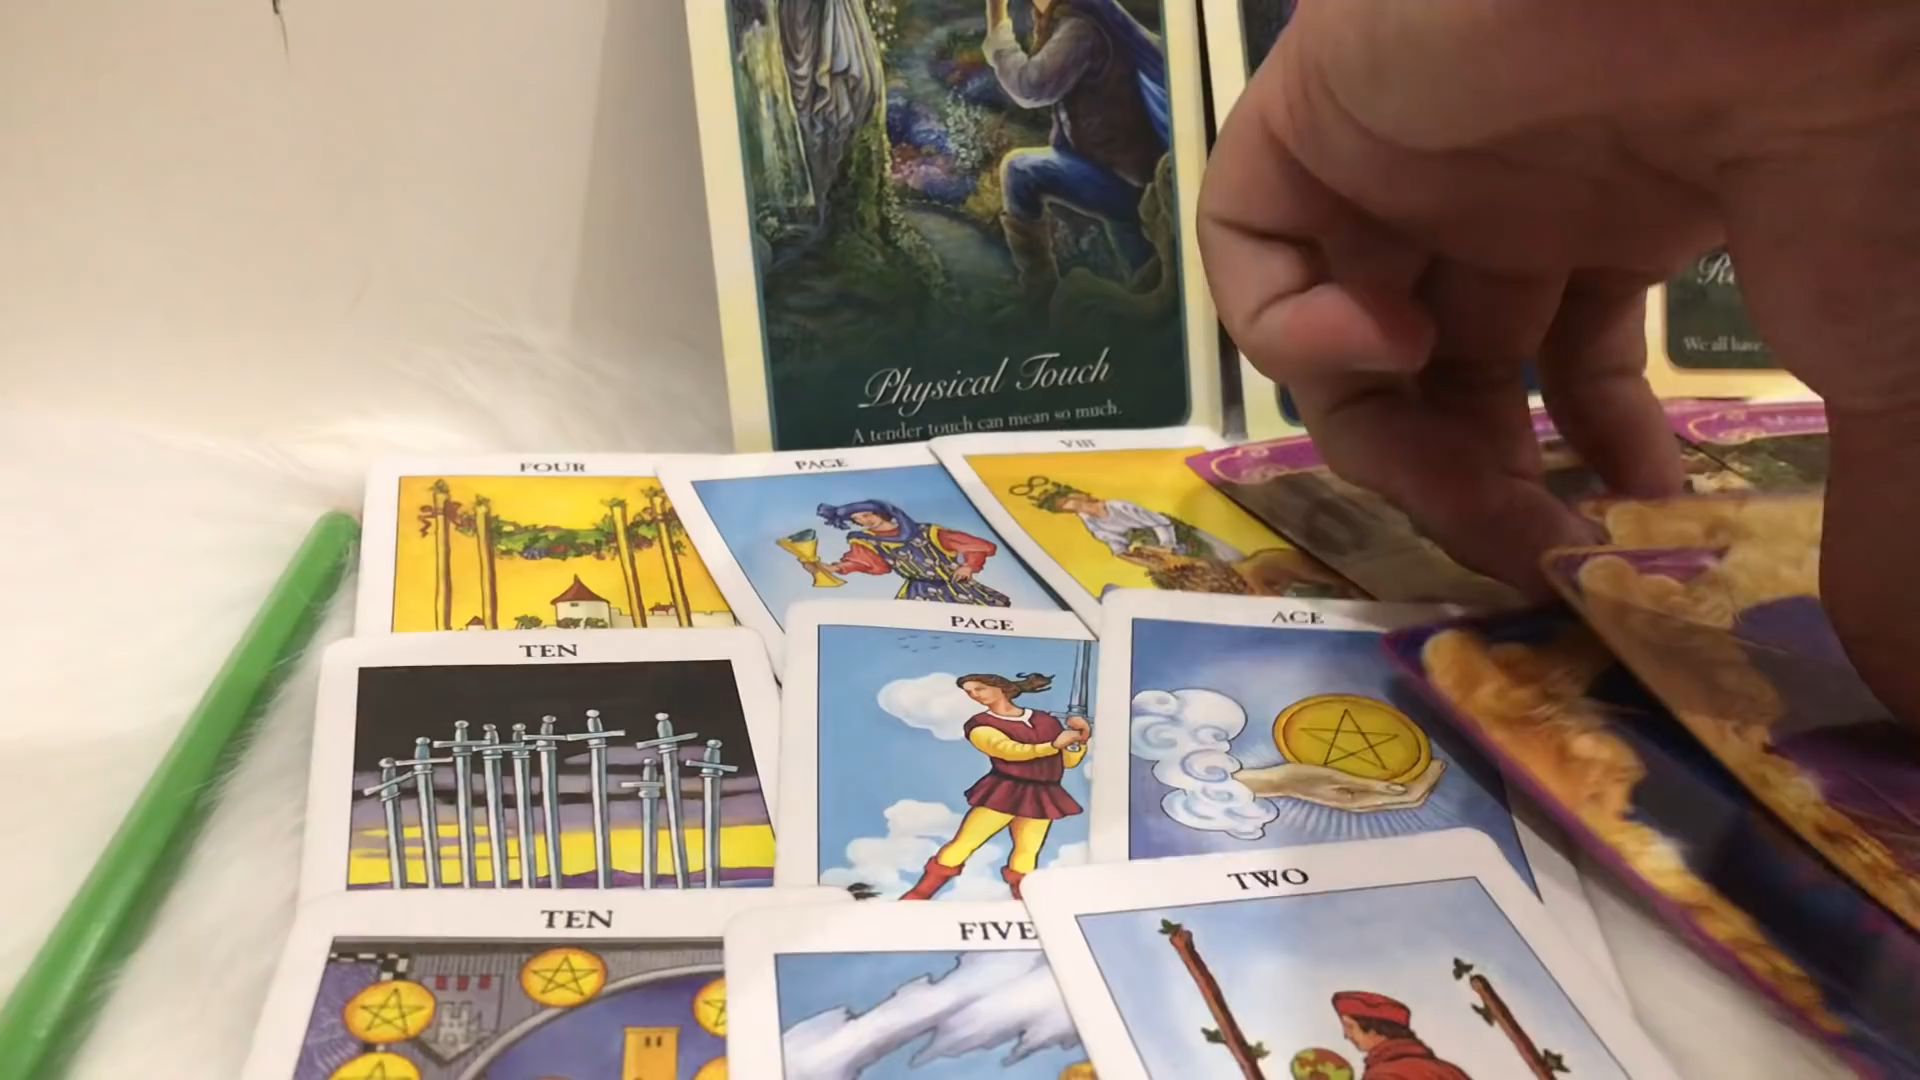 Physical Touch
A tender touch can mean so much.
We all have
FOUR
PAGE
VIII
TEN
PAGE
ACE
TEN
FIVE
TWO